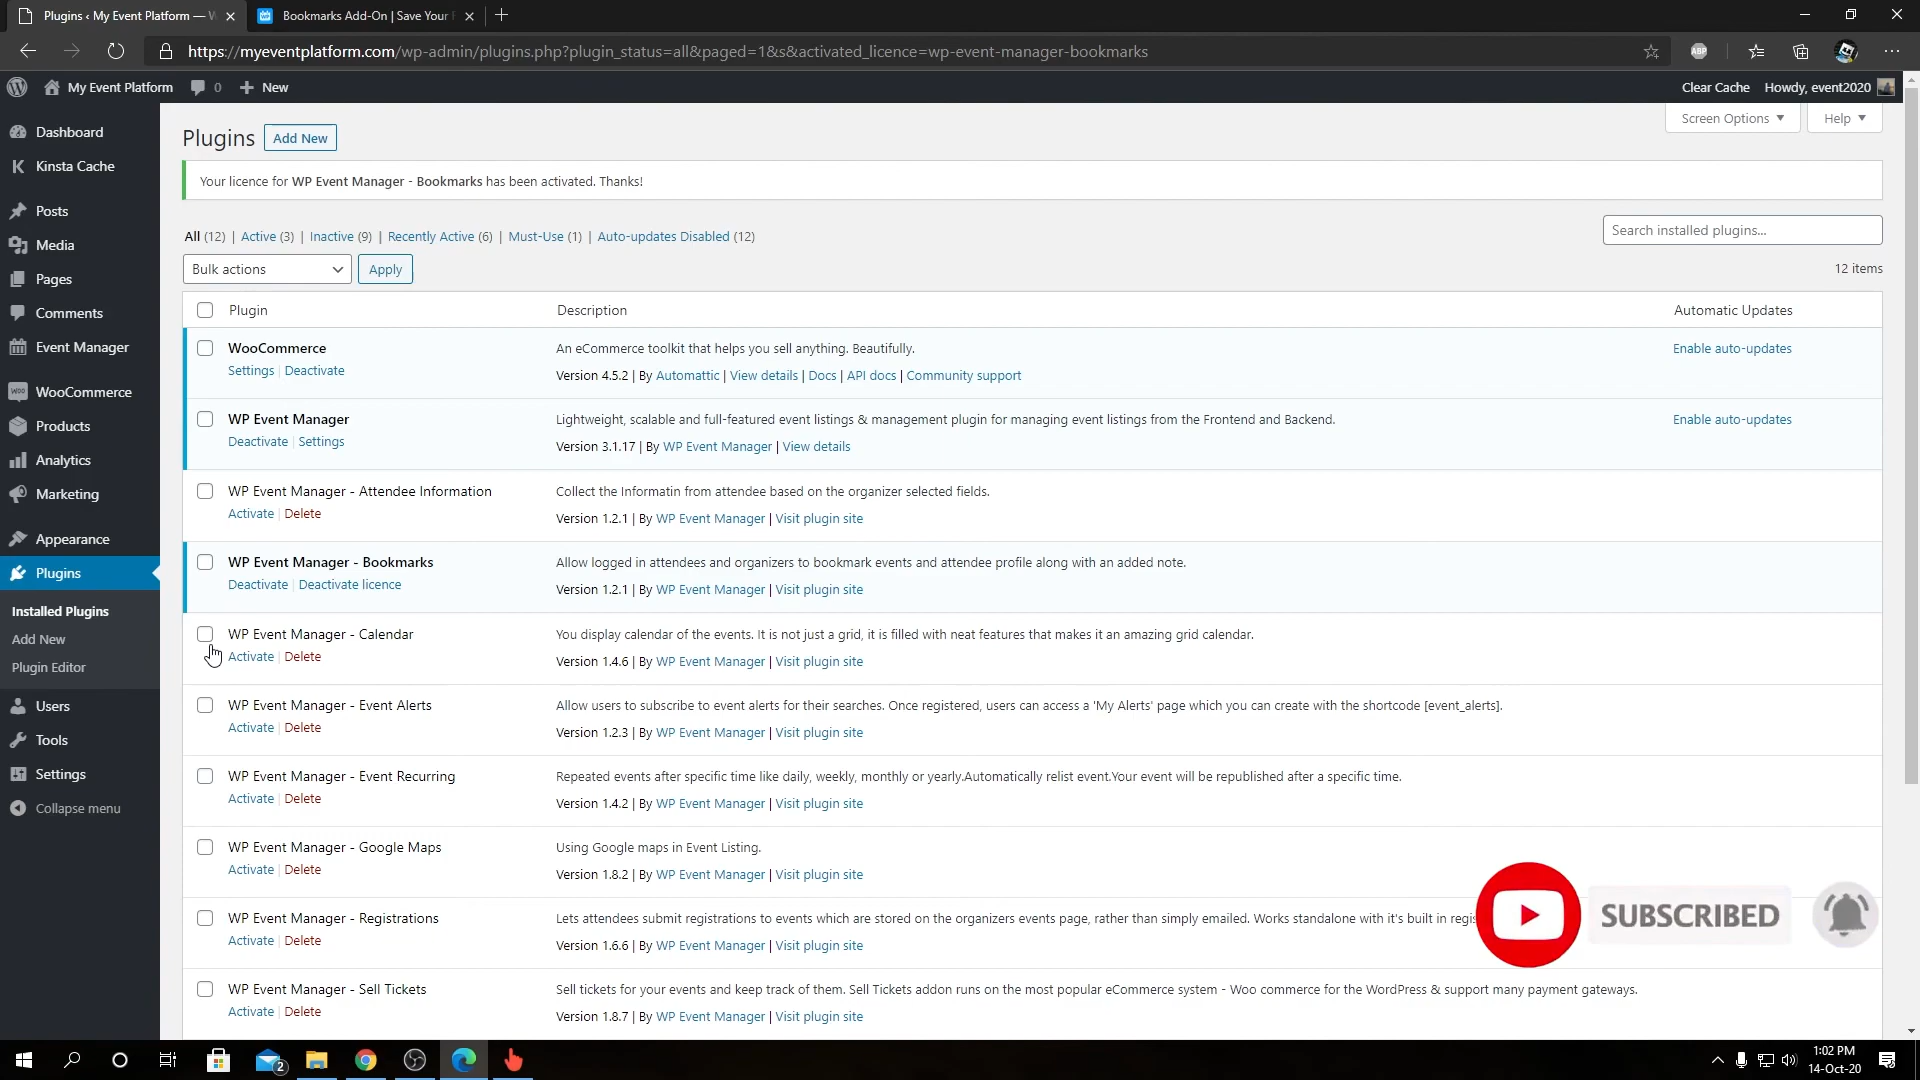 Plugins ‹ My Event Platform — W
Bookmarks Add-On | Save Your F
https://myeventplatform.com/wp-admin/plugins.php?plugin_status=all&paged=1&s&activated_licence=wp-event-manager-bookmarks
ABP
My Event Platform
0
New
Clear Cache
Howdy, event2020
Dashboard
Kinsta Cache
Posts
Media
Pages
Comments
Event Manager
WooCommerce
Products
Analytics
Marketing
Appearance
Plugins
Installed Plugins
Add New
Plugin Editor
Users
Tools
Settings
Collapse menu
Screen Options
Help
Plugins
Add New
Your licence for WP Event Manager - Bookmarks has been activated. Thanks!
All (12) | Active (3) | Inactive (9) | Recently Active (6) | Must-Use (1) | Auto-updates Disabled (12)
Search installed plugins...
Bulk actions
Apply
12 items
Plugin
Description
Automatic Updates
WooCommerce
Settings | Deactivate
An eCommerce toolkit that helps you sell anything. Beautifully.
Version 4.5.2 | By Automattic | View details | Docs | API docs | Community support
Enable auto-updates
WP Event Manager
Deactivate | Settings
Lightweight, scalable and full-featured event listings & management plugin for managing event listings from the Frontend and Backend.
Version 3.1.17 | By WP Event Manager | View details
Enable auto-updates
WP Event Manager - Attendee Information
Activate | Delete
Collect the Informatin from attendee based on the organizer selected fields.
Version 1.2.1 | By WP Event Manager | Visit plugin site
WP Event Manager - Bookmarks
Deactivate | Deactivate licence
Allow logged in attendees and organizers to bookmark events and attendee profile along with an added note.
Version 1.2.1 | By WP Event Manager | Visit plugin site
WP Event Manager - Calendar
Activate | Delete
You display calendar of the events. It is not just a grid, it is filled with neat features that makes it an amazing grid calendar.
Version 1.4.6 | By WP Event Manager | Visit plugin site
WP Event Manager - Event Alerts
Activate | Delete
Allow users to subscribe to event alerts for their searches. Once registered, users can access a 'My Alerts' page which you can create with the shortcode [event_alerts].
Version 1.2.3 | By WP Event Manager | Visit plugin site
WP Event Manager - Event Recurring
Activate | Delete
Repeated events after specific time like daily, weekly, monthly or yearly.Automatically relist event.Your event will be republished after a specific time.
Version 1.4.2 | By WP Event Manager | Visit plugin site
WP Event Manager - Google Maps
Activate | Delete
Using Google maps in Event Listing.
Version 1.8.2 | By WP Event Manager | Visit plugin site
WP Event Manager - Registrations
Activate | Delete
Lets attendees submit registrations to events which are stored on the organizers events page, rather than simply emailed. Works standalone with it's built in regis
Version 1.6.6 | By WP Event Manager | Visit plugin site
SUBSCRIBED
WP Event Manager - Sell Tickets
Activate | Delete
Sell tickets for your events and keep track of them. Sell Tickets addon runs on the most popular eCommerce system - Woo commerce for the WordPress & support many payment gateways.
Version 1.8.7 | By WP Event Manager | Visit plugin site
2
1:02 PM
14-Oct-20